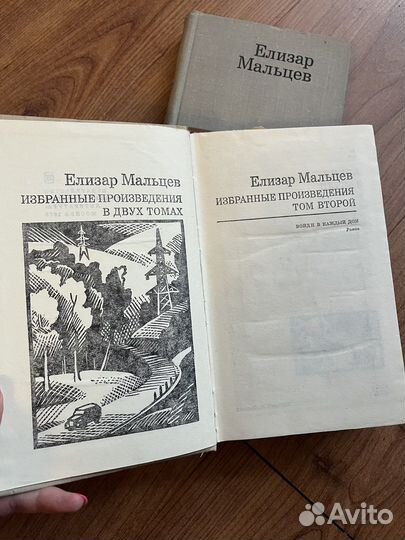 Елизар
Мальцев
Елизар Мальцев
ИЗБРАННЫЕ ПРОИЗВЕДЕНИЯ
В ДВУХ ТОМАХ
Елизар Мальцев
ИЗБРАННЫЕ ПРОИЗВЕДЕНИЯ
ТОМ ВТОРОЙ
ВОЙДИ В КАЖДЫЙ ДОМ
Роман
Avito